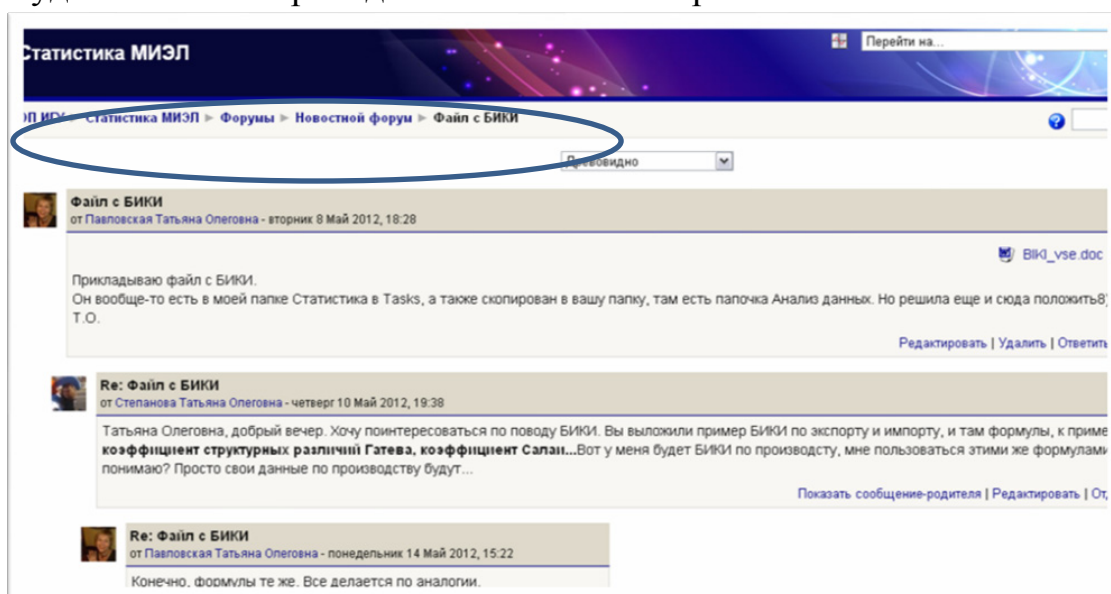 Статистика МИЭЛ
Перейти на...
Статистика МИЭЛ ► Форумы ► Новостной форум ► Файл с БИКИ
Древовидно
Файл с БИКИ
от Павловская Татьяна Олеговна - вторник 8 Май 2012, 18:28
BIKI_vse.doc
Прикладываю файл с БИКИ.
Он вообще-то есть в моей папке Статистика в Tasks, а также скопирован в вашу папку, там есть папочка Анализ данных. Но решила еще и сюда положить8)
Т.О.
Редактировать | Удалить | Ответить
Re: Файл с БИКИ
от Степанова Татьяна Олеговна - четверг 10 Май 2012, 19:38
Татьяна Олеговна, добрый вечер. Хочу поинтересоваться по поводу БИКИ. Вы выложили пример БИКИ по экспорту и импорту, и там формулы, к приме
коэффициент структурных различий Гатева, коэффициент Салаи...Вот у меня будет БИКИ по производсту, мне пользоваться этими же формулами
понимаю? Просто свои данные по производству будут...
Показать сообщение-родителя | Редактировать |
Re: Файл с БИКИ
от Павловская Татьяна Олеговна - понедельник 14 Май 2012, 15:22
Конечно, формулы те же. Все делается по аналогии.